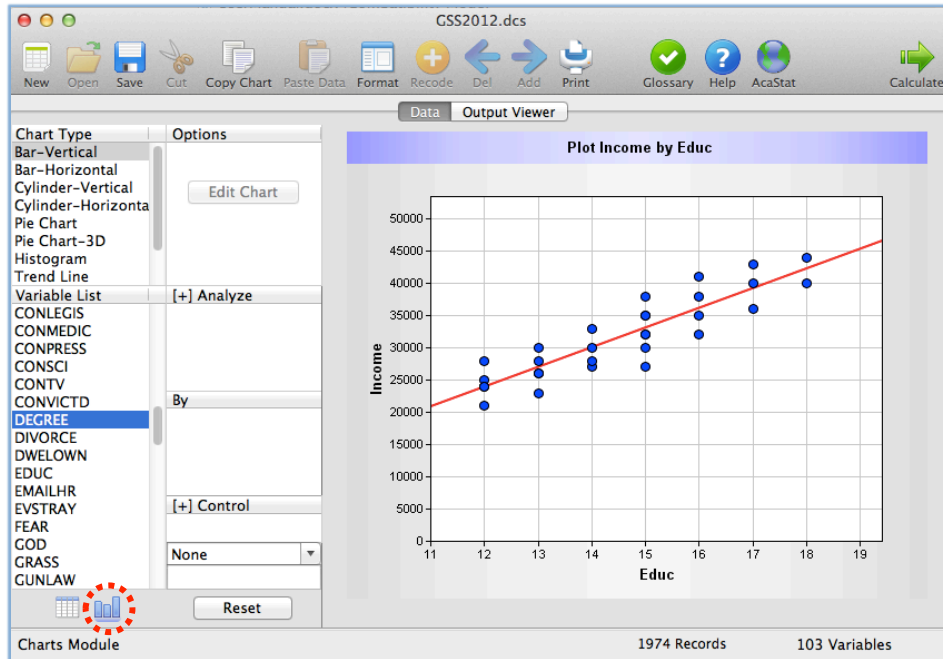 GSS2012.dcs
New Open Save Cut Copy Chart Paste Data Format Recode Del Add Print Glossary Help AcaStat Calculate
Data Output Viewer
Chart Type
Bar-Vertical
Bar-Horizontal
Cylinder-Vertical
Cylinder-Horizonta
Pie Chart
Pie Chart-3D
Histogram
Trend Line
Options
Edit Chart
Variable List
CONLEGIS
CONMEDIC
CONPRESS
CONSCI
CONTV
CONVICTD
DEGREE
DIVORCE
DWELOWN
EDUC
EMAILHR
EVSTRAY
FEAR
GOD
GRASS
GUNLAW
[+] Analyze
By
[+] Control
None
Reset
Plot Income by Educ
Income
50000
45000
40000
35000
30000
25000
20000
15000
10000
5000
0
11 12 13 14 15 16 17 18 19
Educ
Charts Module 1974 Records 103 Variables